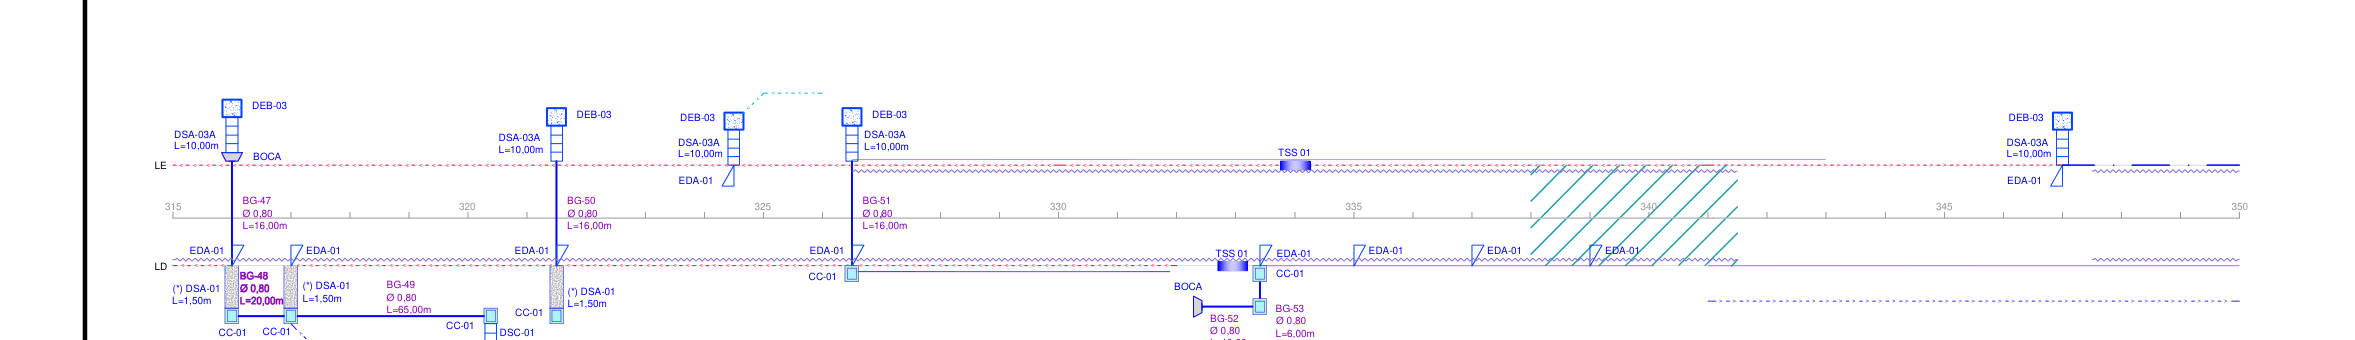 DEB-03
DEB-03
DEB-03
DEB-03
DEB-03
DSA-03A
L=10,00m
DSA-03A
L=10,00m
DSA-03A
L=10,00m
DSA-03A
L=10,00m
DSA-03A
L=10,00m
BOCA
TSS 01
LE
EDA-01
EDA-01
BG-47
Ø 0,80
L=16,00m
BG-50
Ø 0,80
L=16,00m
BG-51
Ø 0,80
L=16,00m
315
320
325
330
335
340
345
350
EDA-01
EDA-01
EDA-01
EDA-01
TSS 01
EDA-01
EDA-01
EDA-01
EDA-01
LD
BG-48
Ø 0,80
L=20,00m
(*) DSA-01
L=1,50m
(*) DSA-01
L=1,50m
BG-49
Ø 0,80
L=65,00m
(*) DSA-01
L=1,50m
CC-01
CC-01
BOCA
CC-01
CC-01
CC-01
CC-01
CC-01
DSC-01
BG-52
Ø 0,80
BG-53
Ø 0,80
L=6,00m